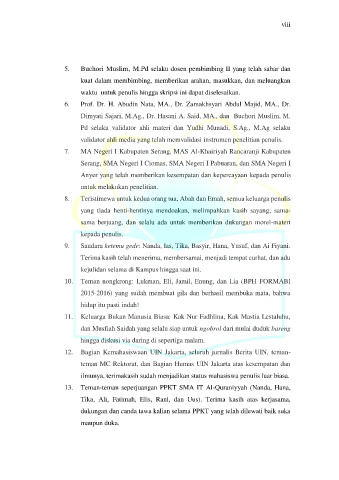 viii
5. Buchori Muslim, M.Pd selaku dosen pembimbing II yang telah sabar dan
kuat dalam membimbing, memberikan arahan, masukkan, dan meluangkan
waktu untuk penulis hingga skripsi ini dapat diselesaikan.
6. Prof. Dr. H. Abudin Nata, MA., Dr. Zamakhsyari Abdul Majid, MA., Dr.
Dimyati Sajari, M.Ag., Dr. Hasani A. Said, MA., dan Buchori Muslim, M.
Pd selaku validator ahli materi dan Yudhi Munadi, S.Ag., M.Ag selaku
validator ahli media yang telah memvalidasi instrumen penelitian penulis.
7. MA Negeri 1 Kabupaten Serang, MAS Al-Khairiyah Rancaranji Kabupaten
Serang, SMA Negeri 1 Ciomas, SMA Negeri 1 Pabuaran, dan SMA Negeri 1
Anyer yang telah memberikan kesempatan dan kepercayaan kepada penulis
untuk melakukan penelitian.
8. Teristimewa untuk kedua orang tua, Abah dan Emah, semua keluarga penulis
yang tiada henti-hentinya mendoakan, melimpahkan kasih sayang, sama-
sama berjuang, dan selalu ada untuk memberikan dukungan morel-materi
kepada penulis.
9. Saudara ketemu gede: Nanda, Ias, Tika, Basyir, Hana, Yusuf, dan Ai Fiyani.
Terima kasih telah menerima, membersamai, menjadi tempat curhat, dan adu
kejulidan selama di Kampus hingga saat ini.
10. Teman nongkrong: Lukman, Eli, Jamil, Enung, dan Lia (BPH FORMABI
2015-2016) yang sudah membuat gila dan berhasil membuka mata, bahwa
hidup itu pasti indah!
11. Keluarga Bukan Manusia Biasa: Kak Nur Fadhlina, Kak Mastia Lestaluhu,
dan Musfiah Saidah yang selalu siap untuk ngobrol dari mulai duduk bareng
hingga diskusi via daring di sepertiga malam.
12. Bagian Kemahasiswaan UIN Jakarta, seluruh jurnalis Berita UIN, teman-
teman MC Rektorat, dan Bagian Humas UIN Jakarta atas kesempatan dan
ilmunya, terimakasih sudah menjadikan status mahasiswa penulis luar biasa.
13. Teman-teman seperjuangan PPKT SMA IT Al-Quraniyyah (Nanda, Hana,
Tika, Ali, Fatimah, Elis, Rani, dan Uus). Terima kasih atas kerjasama,
dukungan dan canda tawa kalian selama PPKT yang telah dilewati baik suka
maupun duka.